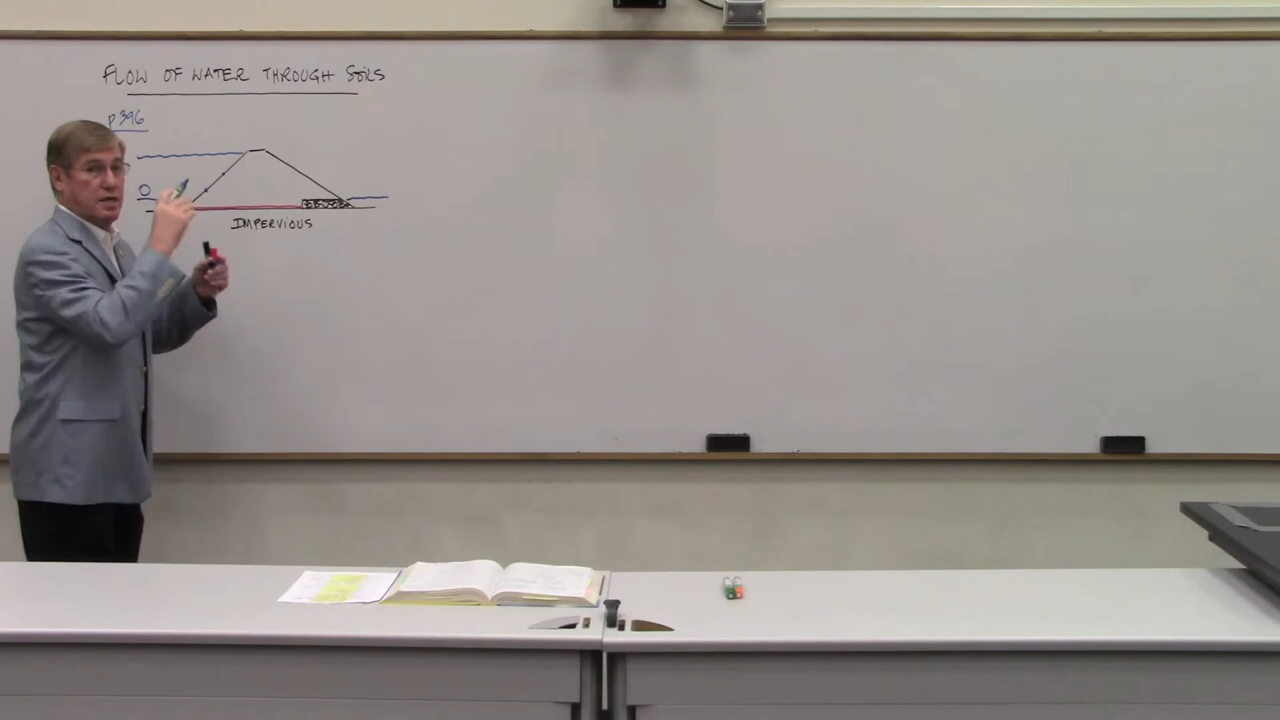 FLOW OF WATER THROUGH SOILS
p396
O
IMPERVIOUS